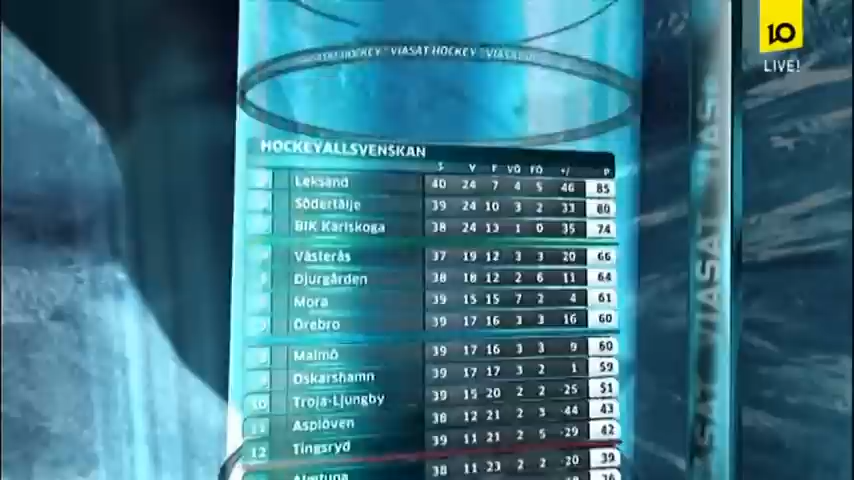 10
LIVE!
VIASAT HOCKEY VIASAT HOCKEY VIASAT
HOCKEYALLSVENSKAN
S V F VÖ FÖ +/- P
Leksand 40 24 7 4 5 46 85
Södertälje 39 24 10 3 2 33 80
BIK Karlskoga 38 24 13 1 0 35 74
Västerås 37 19 12 3 3 20 66
Djurgården 38 18 12 2 6 11 64
Mora 39 15 15 7 2 4 61
Örebro 39 17 16 3 3 16 60
Malmö 39 17 16 3 3 9 60
Oskarshamn 39 17 17 3 2 1 59
10 Troja-Ljungby 39 15 20 2 2 -25 51
11 Asplöven 38 12 21 2 3 -44 43
12 Tingsryd 39 11 21 2 5 -29 42
Almtuna 38 11 23 2 2 -20 39
VIASAT VIASAT VIASAT